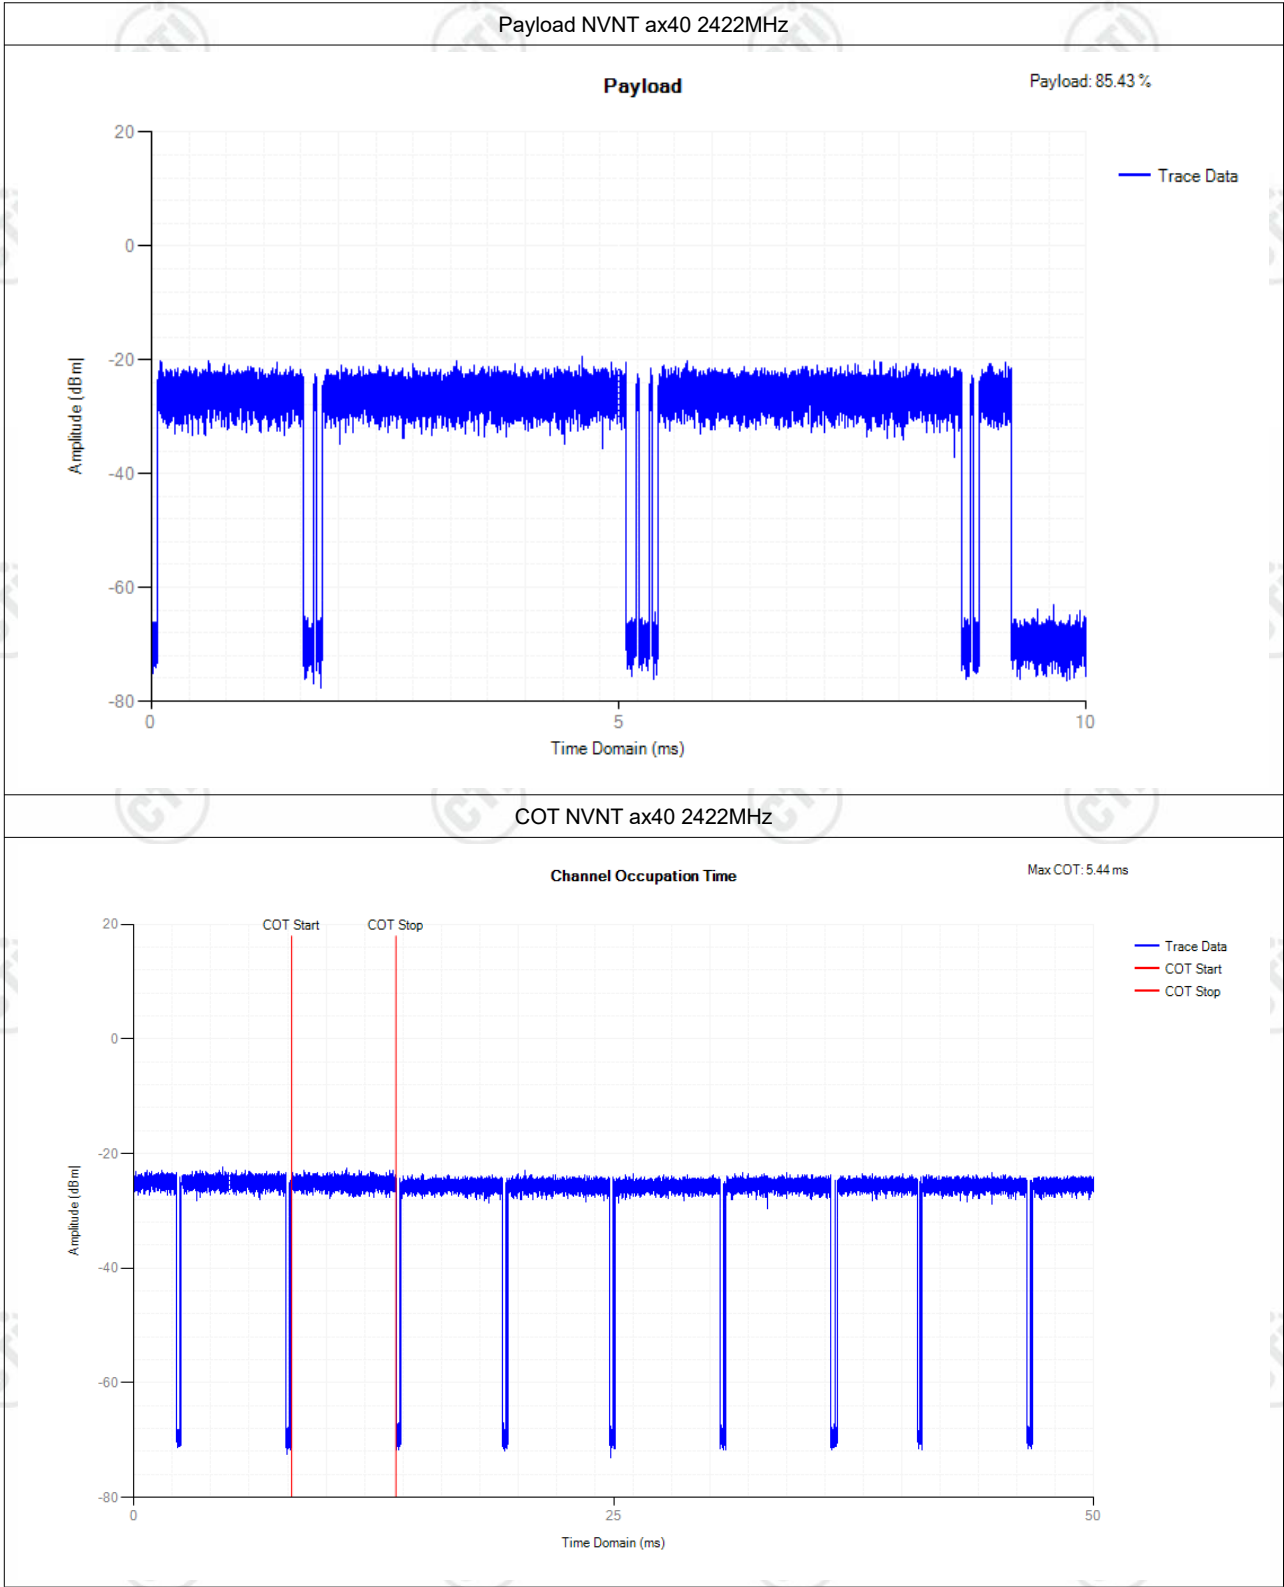 Payload NVNT ax40 2422MHz
Payload
Payload: 85.43 %
20
0
-20
-40
-60
-80
Amplitude [dBm]
Trace Data
0
5
10
Time Domain (ms)
COT NVNT ax40 2422MHz
Channel Occupation Time
Max COT: 5.44 ms
COT Start
COT Stop
20
0
-20
-40
-60
-80
Amplitude [dBm]
Trace Data
COT Start
COT Stop
0
25
50
Time Domain (ms)